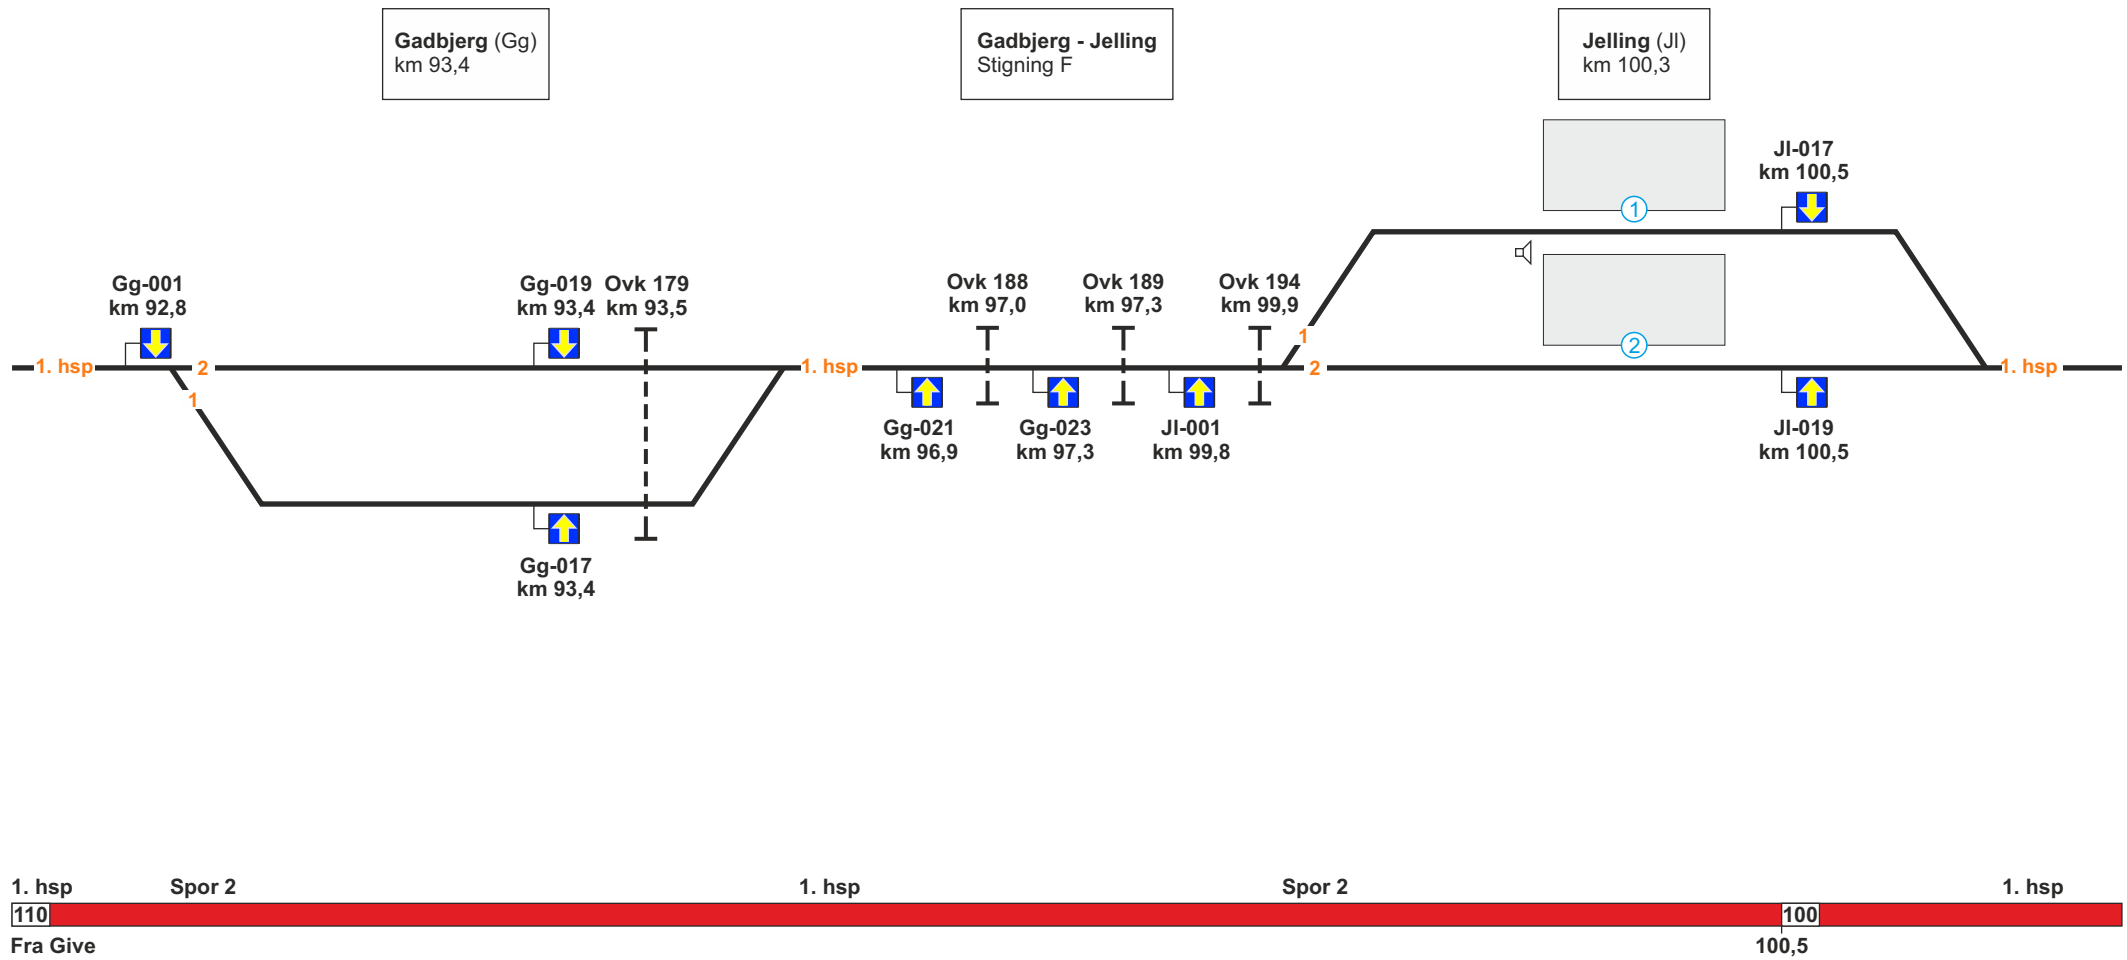 Gadbjerg (Gg)
km 93,4
Gadbjerg - Jelling
Stigning F
Jelling (Jl)
km 100,3
1
Jl-017
km 100,5
Gg-001
km 92,8
Gg-019
km 93,4
Ovk 179
km 93,5
Ovk 188
km 97,0
Ovk 189
km 97,3
Ovk 194
km 99,9
1
2
1. hsp
2
1. hsp
2
1. hsp
1
Gg-021
km 96,9
Gg-023
km 97,3
Jl-001
km 99,8
Jl-019
km 100,5
Gg-017
km 93,4
1. hsp
Spor 2
1. hsp
Spor 2
1. hsp
110
100
Fra Give
100,5